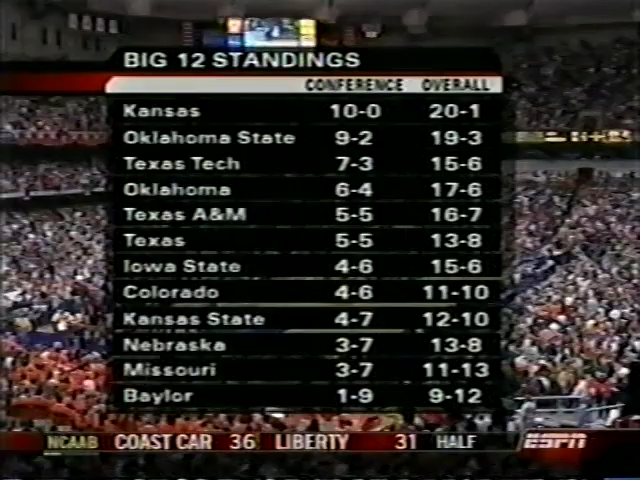 BIG 12 STANDINGS
CONFERENCE OVERALL
Kansas 10-0 20-1
Oklahoma State 9-2 19-3
Texas Tech 7-3 15-6
Oklahoma 6-4 17-6
Texas A&M 5-5 16-7
Texas 5-5 13-8
Iowa State 4-6 15-6
Colorado 4-6 11-10
Kansas State 4-7 12-10
Nebraska 3-7 13-8
Missouri 3-7 11-13
Baylor 1-9 9-12
NCAAB COAST CAR 36 LIBERTY 31 HALF ESPN